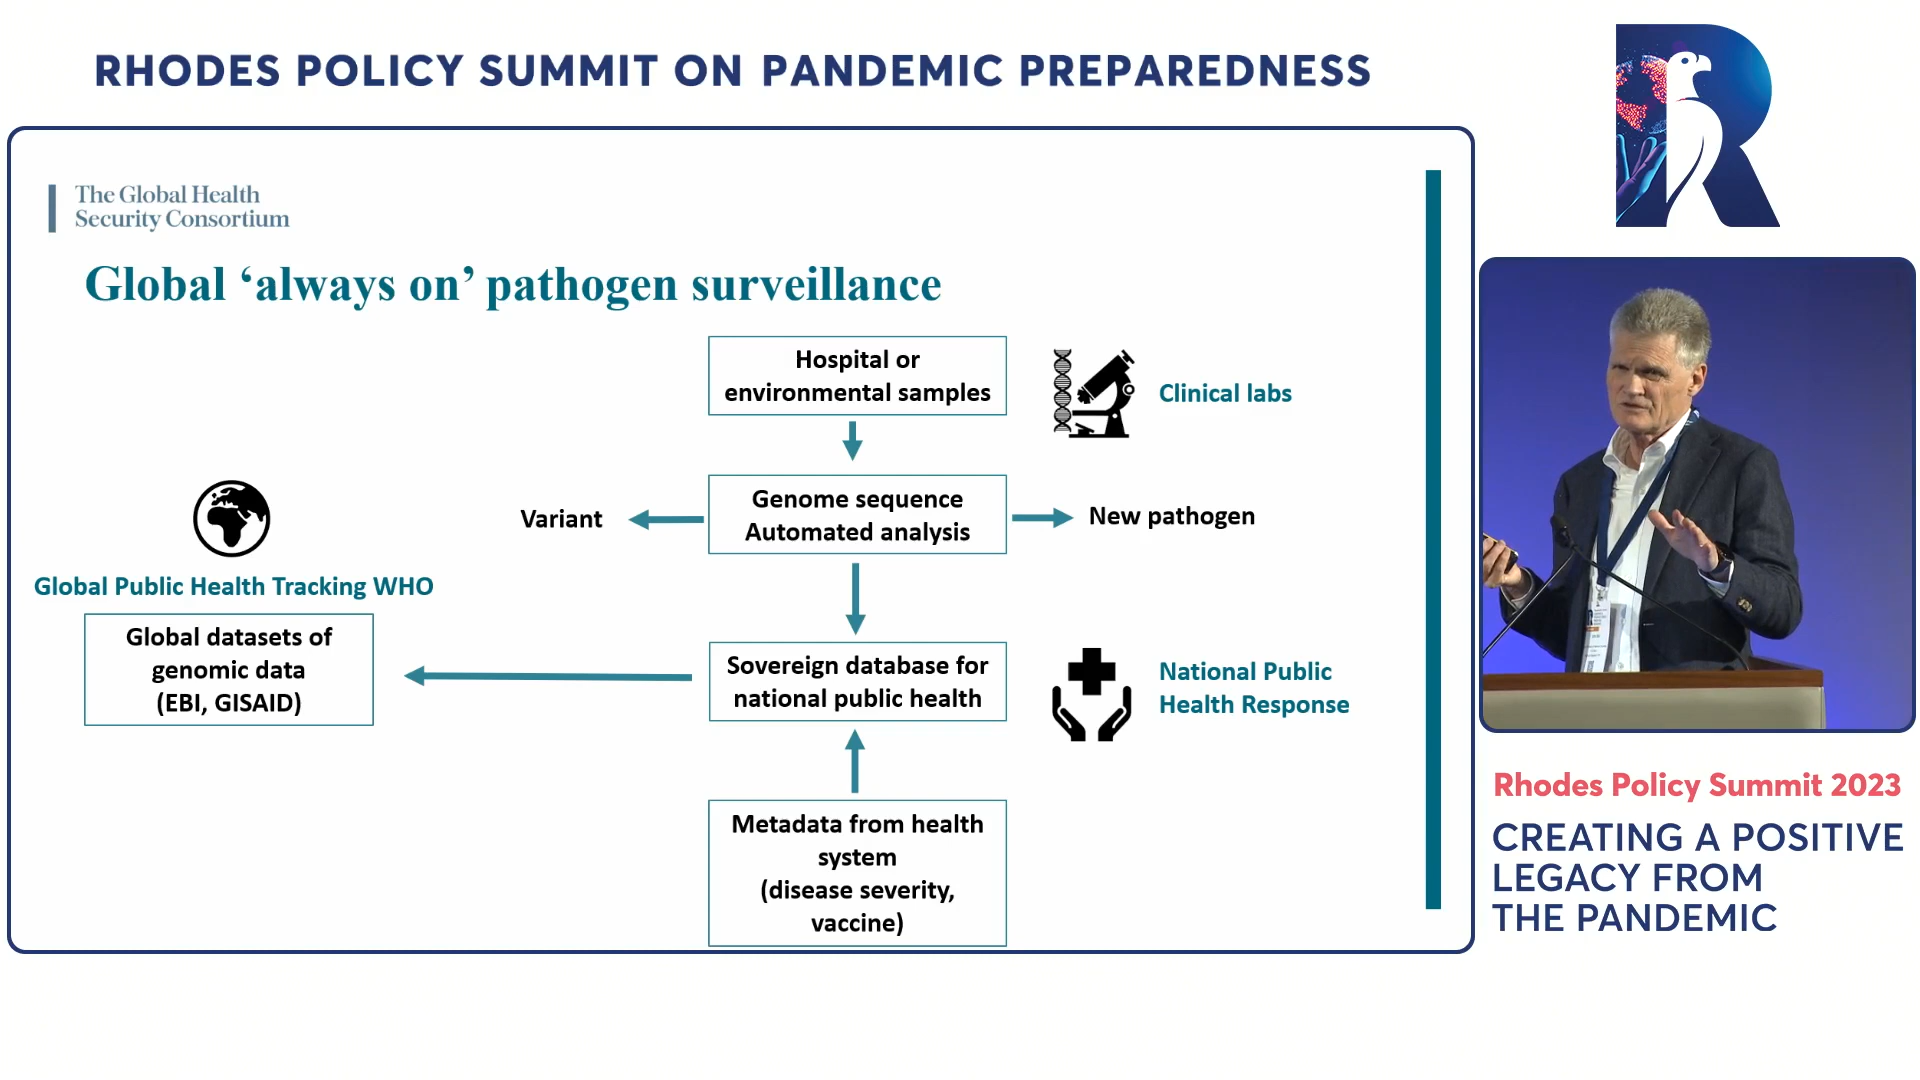 RHODES POLICY SUMMIT ON PANDEMIC PREPAREDNESS
The Global Health
Security Consortium
Global ‘always on’ pathogen surveillance
Hospital or
environmental samples
Clinical labs
Variant
Genome sequence
Automated analysis
New pathogen
Global Public Health Tracking WHO
Global datasets of
genomic data
(EBI, GISAID)
Sovereign database for
national public health
National Public
Health Response
Metadata from health
system
(disease severity,
vaccine)
R
Rhodes Policy Summit 2023
CREATING A POSITIVE
LEGACY FROM
THE PANDEMIC